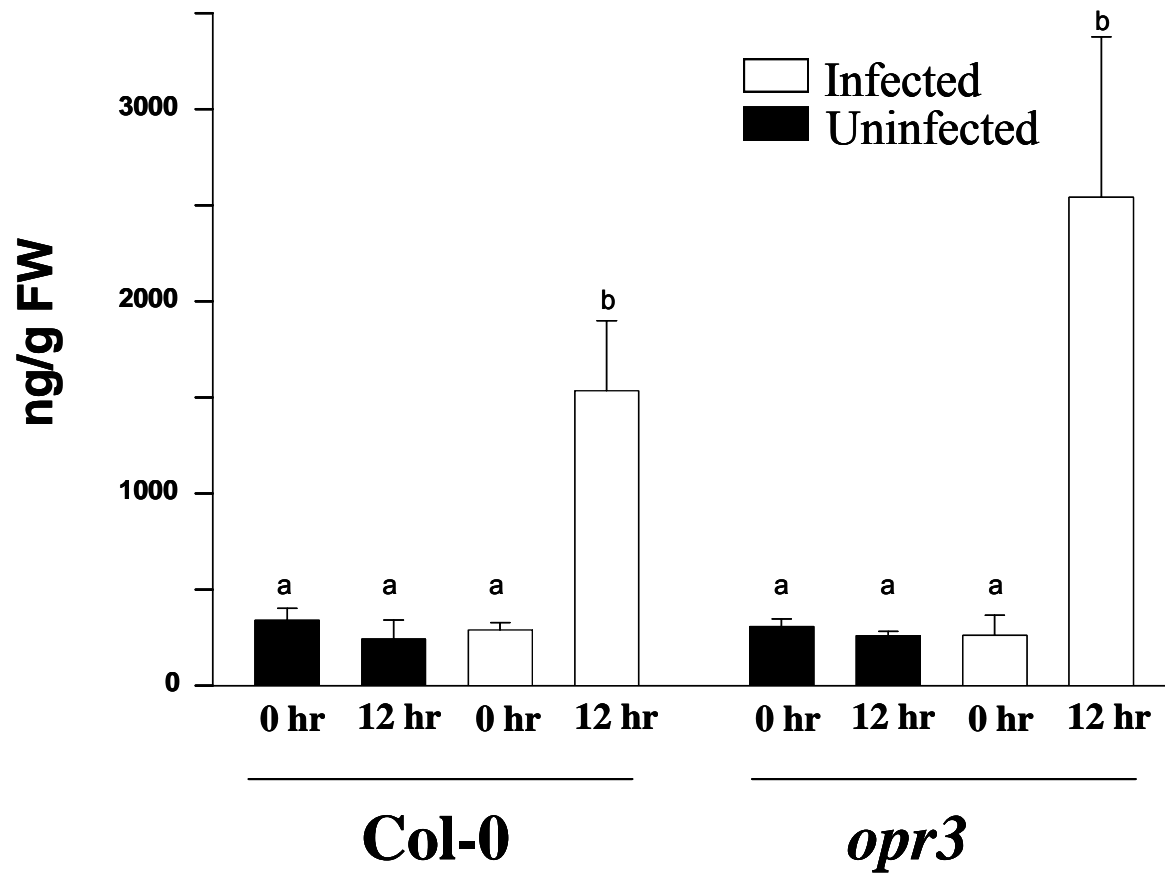 b
Infected
Uninfected
3000
ng/g FW
2000
b
1000
a a a a a a
0
0 hr 12 hr 0 hr 12 hr 0 hr 12 hr 0 hr 12 hr
Col-0 opr3